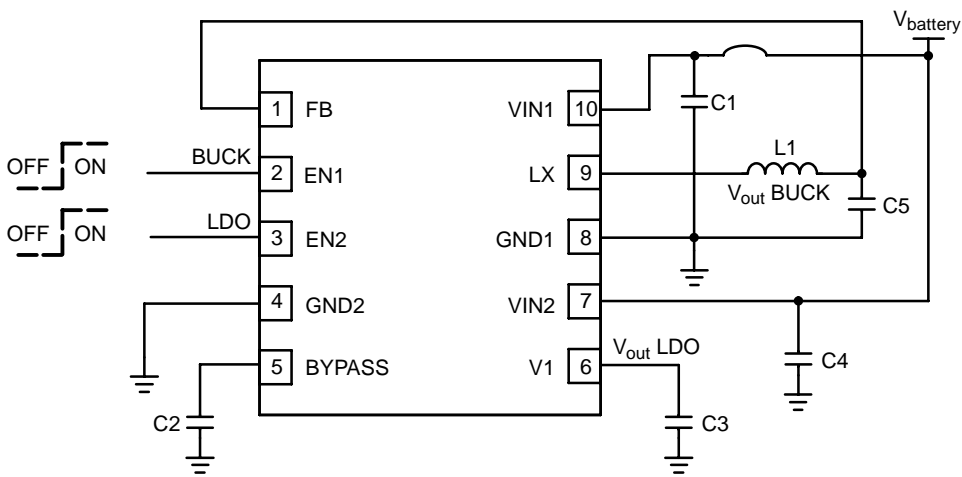 V_battery
1 FB
VIN1 10
C1
OFF ON
BUCK
2 EN1
LX 9
L1
V_out BUCK
C5
OFF ON
LDO
3 EN2
GND1 8
4 GND2
VIN2 7
5 BYPASS
V1 6
V_out LDO
C4
C2
C3